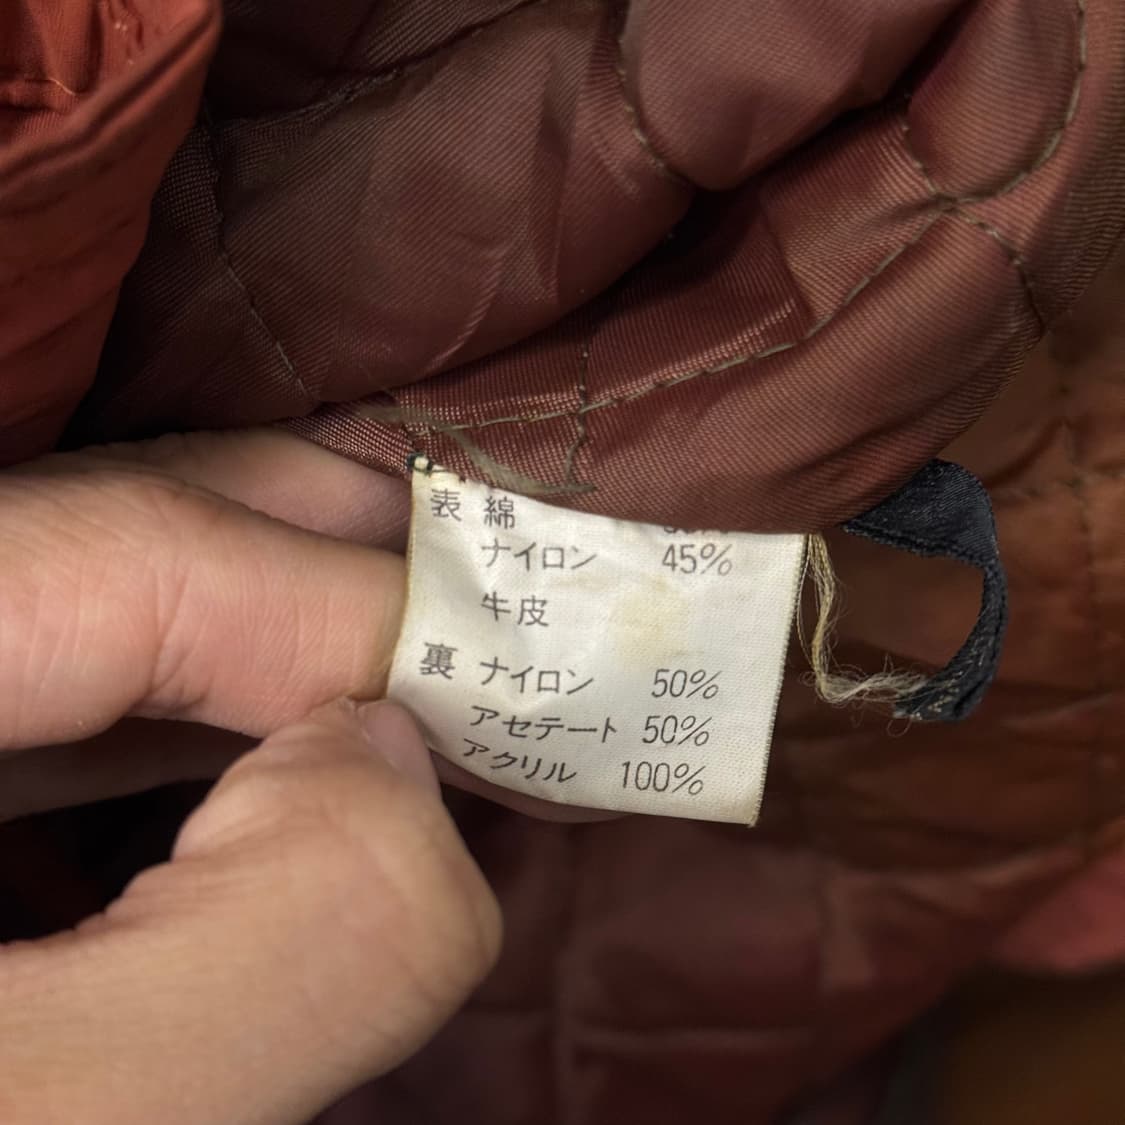 表 綿
ナイロン 45%
牛皮
裏 ナイロン 50%
アセテート 50%
アクリル 100%